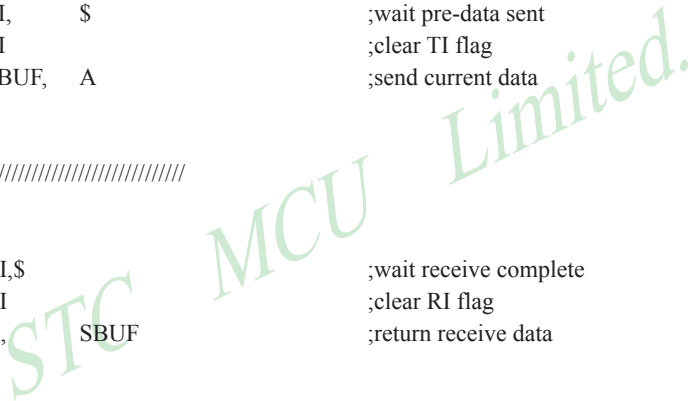 I, $ ;wait pre-data sent
I ;clear TI flag
BUF, A ;send current data
///////////////////////////
I,$ ;wait receive complete
I ;clear RI flag
, SBUF ;return receive data
STC MCU Limited.